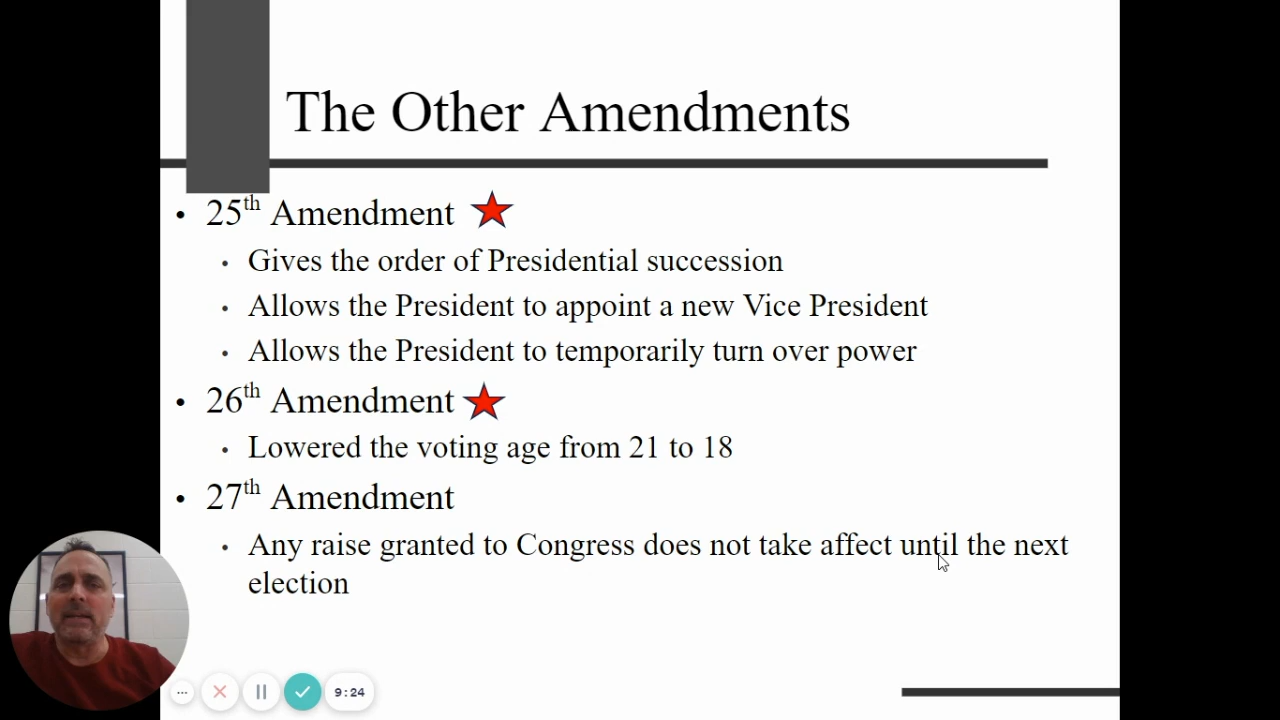 The Other Amendments
• 25th Amendment
• Gives the order of Presidential succession
• Allows the President to appoint a new Vice President
• Allows the President to temporarily turn over power
• 26th Amendment
• Lowered the voting age from 21 to 18
• 27th Amendment
• Any raise granted to Congress does not take affect until the next
election
9:24